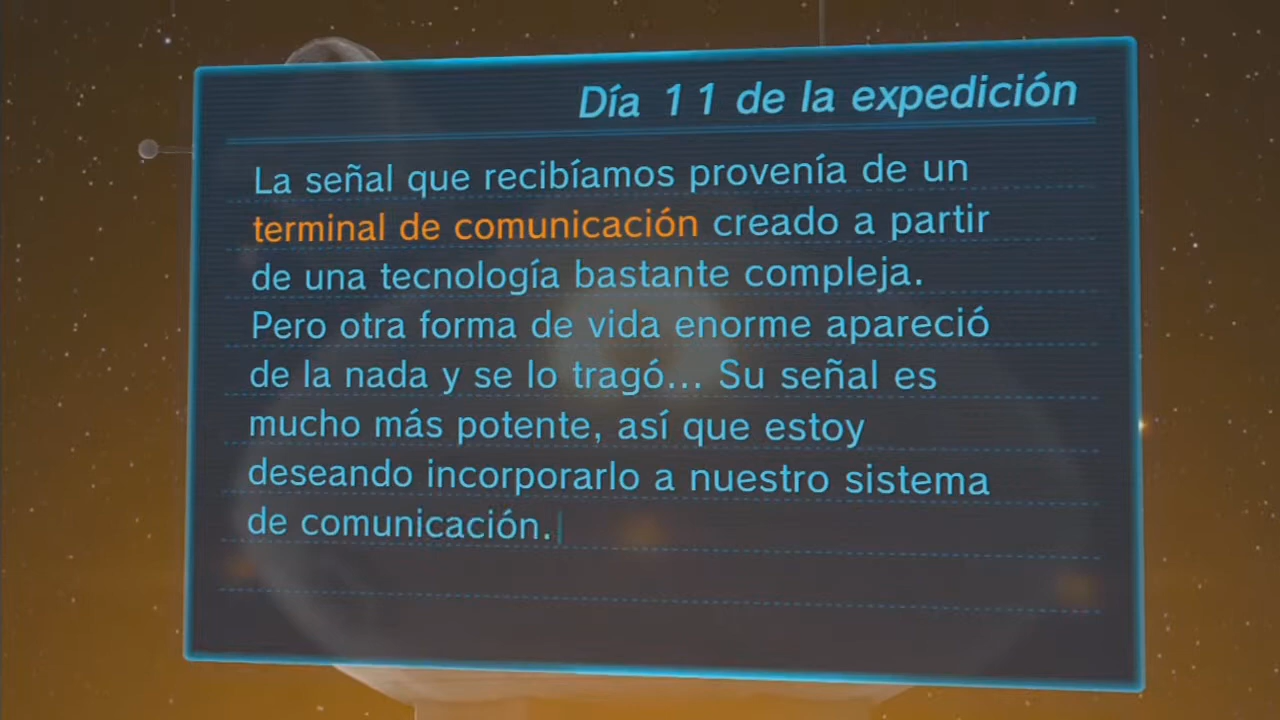 Día 11 de la expedición
La señal que recibíamos provenía de un
terminal de comunicación creado a partir
de una tecnología bastante compleja.
Pero otra forma de vida enorme apareció
de la nada y se lo tragó... Su señal es
mucho más potente, así que estoy
deseando incorporarlo a nuestro sistema
de comunicación.